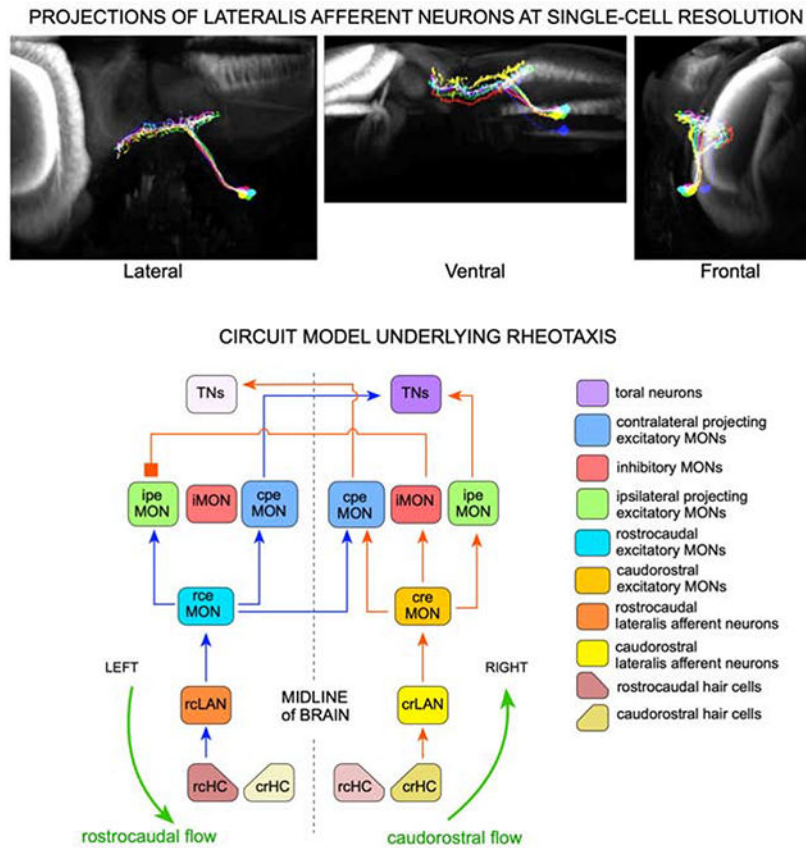 PROJECTIONS OF LATERALIS AFFERENT NEURONS AT SINGLE-CELL RESOLUTION
Lateral
Ventral
Frontal
CIRCUIT MODEL UNDERLYING RHEOTAXIS
TNs
TNs
ipe
MON
iMON
cpe
MON
cpe
MON
iMON
ipe
MON
rce
MON
cre
MON
LEFT
RIGHT
rcLAN
MIDLINE
of BRAIN
crLAN
rcHC
crHC
rcHC
crHC
rostrocaudal flow
caudorostral flow
toral neurons
contralateral projecting
excitatory MONs
inhibitory MONs
ipsilateral projecting
excitatory MONs
rostrocaudal
excitatory MONs
caudorostral
excitatory MONs
rostrocaudal
lateralis afferent neurons
caudorostral
lateralis afferent neurons
rostrocaudal hair cells
caudorostral hair cells